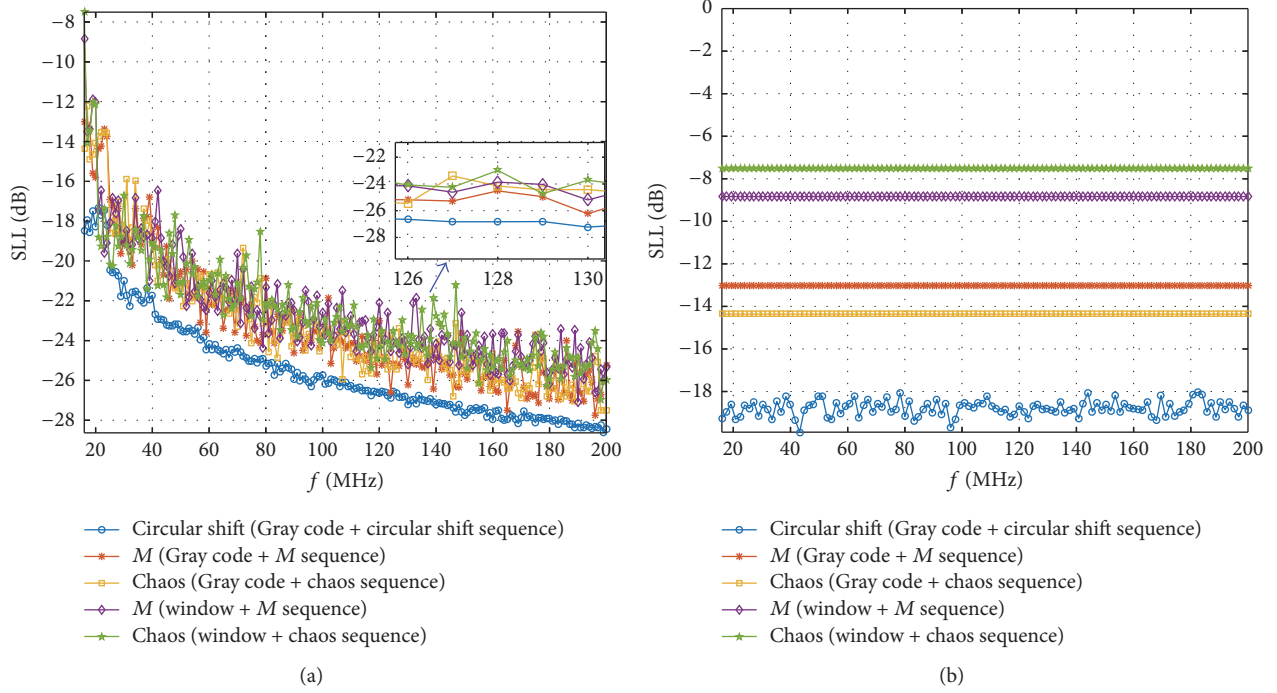 −8
−10
−12
−14
−16
−18
−20
−22
−24
−26
−28
SLL (dB)
20 40 60 80 100 120 140 160 180 200
f (MHz)
−22
−24
−26
−28
126 128 130
Circular shift (Gray code + circular shift sequence)
M (Gray code + M sequence)
Chaos (Gray code + chaos sequence)
M (window + M sequence)
Chaos (window + chaos sequence)
(a)
0
−2
−4
−6
−8
−10
−12
−14
−16
−18
SLL (dB)
20 40 60 80 100 120 140 160 180 200
f (MHz)
Circular shift (Gray code + circular shift sequence)
M (Gray code + M sequence)
Chaos (Gray code + chaos sequence)
M (window + M sequence)
Chaos (window + chaos sequence)
(b)